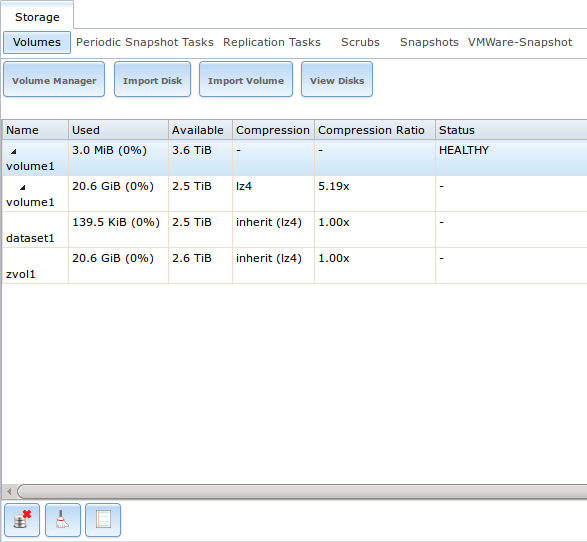 Storage
Volumes Periodic Snapshot Tasks Replication Tasks Scrubs Snapshots VMWare-Snapshot
Volume Manager Import Disk Import Volume View Disks
Name Used Available Compression Compression Ratio Status
volume1 3.0 MiB (0%) 3.6 TiB - - HEALTHY
volume1 20.6 GiB (0%) 2.5 TiB lz4 5.19x -
dataset1 139.5 KiB (0%) 2.5 TiB inherit (lz4) 1.00x -
zvol1 20.6 GiB (0%) 2.6 TiB inherit (lz4) 1.00x -